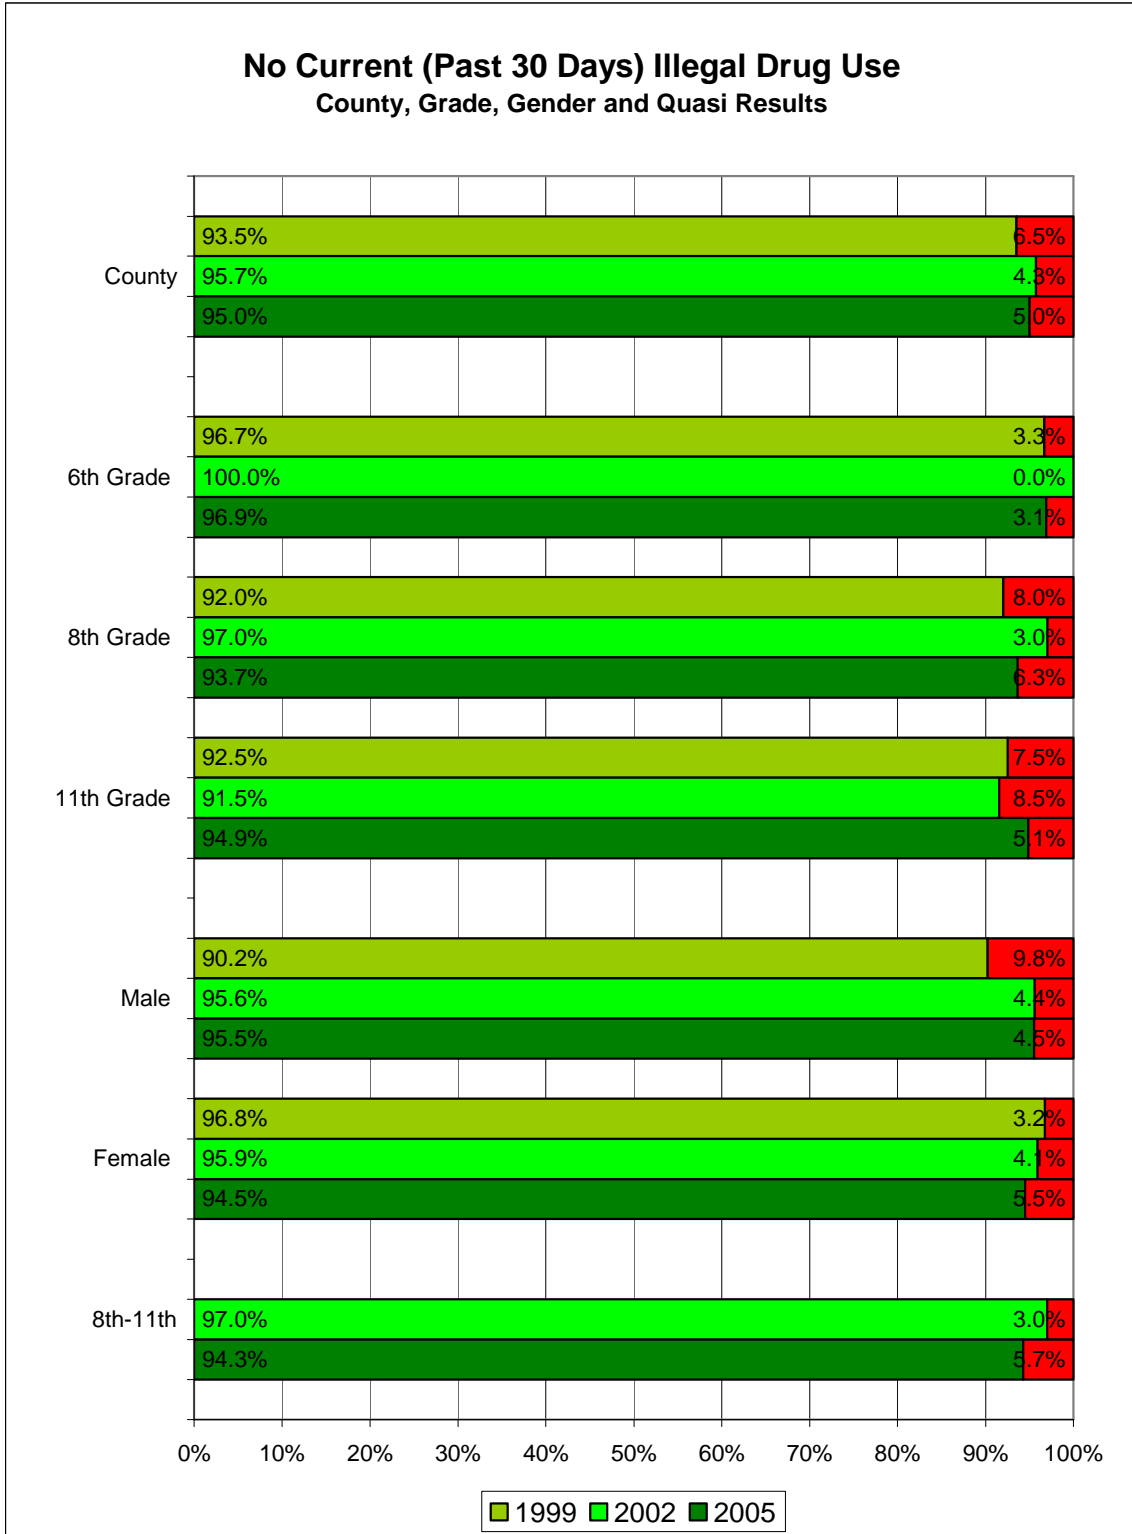 No Current (Past 30 Days) Illegal Drug Use
County, Grade, Gender and Quasi Results
93.5% 6.5%
County 95.7% 4.3%
95.0% 5.0%
96.7% 3.3%
6th Grade 100.0% 0.0%
96.9% 3.1%
92.0% 8.0%
8th Grade 97.0% 3.0%
93.7% 6.3%
92.5% 7.5%
11th Grade 91.5% 8.5%
94.9% 5.1%
90.2% 9.8%
Male 95.6% 4.4%
95.5% 4.5%
96.8% 3.2%
Female 95.9% 4.1%
94.5% 5.5%
8th-11th 97.0% 3.0%
94.3% 5.7%
0% 10% 20% 30% 40% 50% 60% 70% 80% 90% 100%
1999 2002 2005